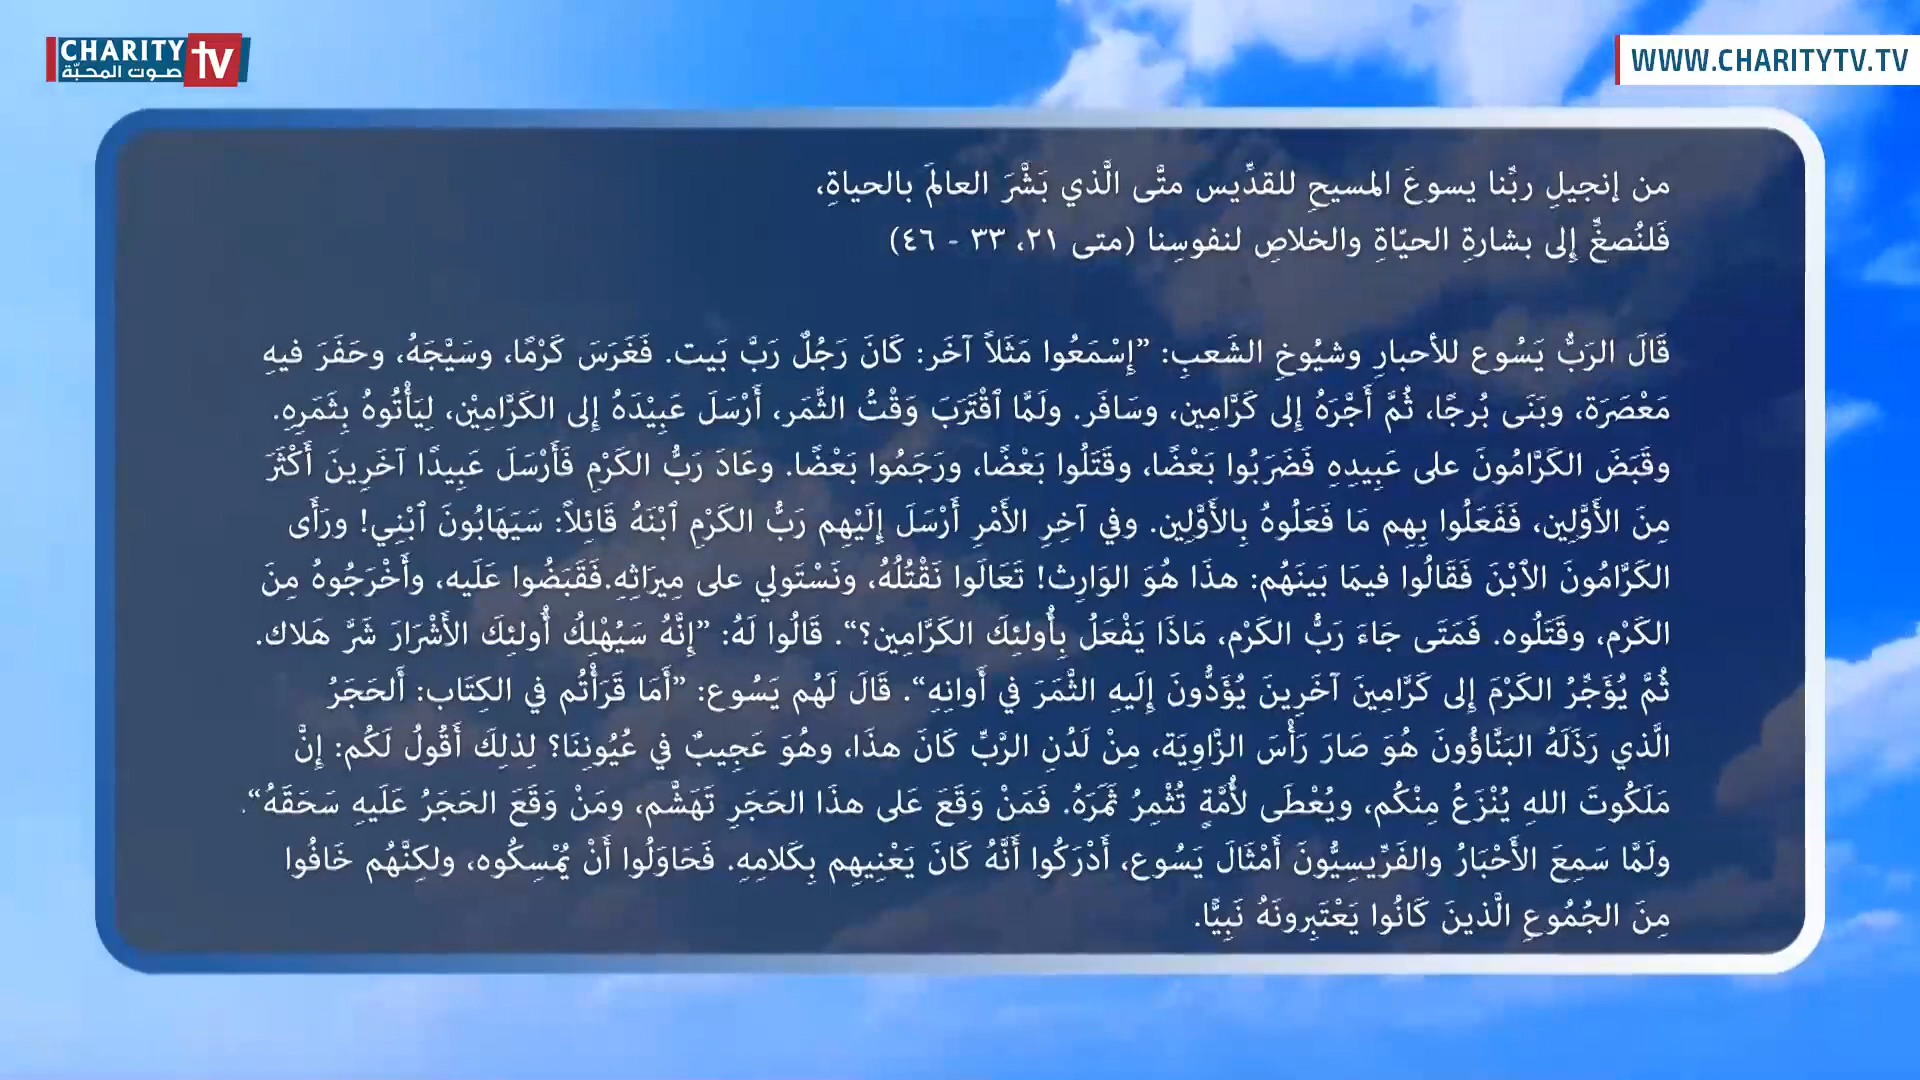 CHARITY tv
صوت المحبّة
WWW.CHARITYTV.TV
من إنجيلِ ربِّنا يسوعَ المسيحِ للقدِّيس متَّى الَّذي بَشَّرَ العالمَ بالحياةِ،
فَلنُصغِّ إِلى بشارةِ الحيّاةِ والخلاصِ لنفوسِنا (متى ٢١، ٣٣ - ٤٦)
قَالَ الرَبُّ يَسُوع للأحبارِ وشيُوخِ الشَعبِ: ”إِسْمَعُوا مَثَلاً آخَر: كَانَ رَجُلٌ رَبَّ بَيت. فَغَرَسَ كَرْمًا، وسَيَّجَهُ، وحَفَرَ فيهِ
مَعْصَرَة، وبَنَى بُرجًا، ثُمَّ أَجَّرَهُ إِلى كَرَّامِين، وسَافَر. ولَمَّا ٱقْتَرَبَ وَقْتُ الثَّمَر، أَرْسَلَ عَبِيْدَهُ إِلى الكَرَّامِيْن، لِيَأْتُوهُ بِثَمَرِهِ.
وقَبَضَ الكَرَّامُونَ على عَبِيدِهِ فَضَرَبُوا بَعْضًا، وقَتَلُوا بَعْضًا، ورَجَمُوا بَعْضًا. وعَادَ رَبُّ الكَرْمِ فَأَرْسَلَ عَبِيدًا آخَرِينَ أَكْثَرَ
مِنَ الأَوَّلِين، فَفَعَلُوا بِهِم مَا فَعَلُوهُ بِالأَوَّلِين. وفي آخِرِ الأَمْرِ أَرْسَلَ إِلَيْهِم رَبُّ الكَرْمِ ٱبْنَهُ قَائِلاً: سَيَهَابُونَ ٱبْنِي! ورَأَى
الكَرَّامُونَ الٱبْنَ فَقَالُوا فيمَا بَينَهُم: هذَا هُوَ الوَارِث! تَعَالَوا نَقْتُلُهُ، ونَسْتَولي على مِيرَاثِهِ.فَقَبَضُوا عَلَيه، وأَخْرَجُوهُ مِنَ
الكَرْم، وقَتَلُوه. فَمَتَى جَاءَ رَبُّ الكَرْم، مَاذَا يَفْعَلُ بِأُولئِكَ الكَرَّامِين؟“. قَالُوا لَهُ: ”إِنَّهُ سَيُهْلِكُ أُولئِكَ الأَشْرَارَ شَرَّ هَلاك.
ثُمَّ يُؤَجِّرُ الكَرْمَ إِلى كَرَّامِينَ آخَرِينَ يُؤَدُّونَ إِلَيهِ الثَّمَرَ في أَوانِهِ“. قَالَ لَهُم يَسُوع: ”أَمَا قَرَأْتُم في الكِتَاب: أَلحَجَرُ
الَّذي رَذَلَهُ البَنَّاؤُونَ هُوَ صَارَ رَأْسَ الزَّاوِيَة، مِنْ لَدُنِ الرَّبِّ كَانَ هذَا، وهُوَ عَجِيبٌ في عُيُونِنَا؟ لِذلِكَ أَقُولُ لَكُم: إِنَّ
مَلَكُوتَ اللهِ يُنْزَعُ مِنْكُم، ويُعْطَى لأُمَّةٍ تُثْمِرُ ثَمَرَهُ. فَمَنْ وَقَعَ عَلى هذَا الحَجَرِ تَهَشَّم، ومَنْ وَقَعَ الحَجَرُ عَلَيهِ سَحَقَهُ“.
ولَمَّا سَمِعَ الأَحْبَارُ والفَرِّيسِيُّونَ أَمْثَالَ يَسُوع، أَدْرَكُوا أَنَّهُ كَانَ يَعْنِيهِم بِكَلامِهِ. فَحَاوَلُوا أَنْ يُمْسِكُوه، ولكِنَّهُم خَافُوا
مِنَ الجُمُوعِ الَّذينَ كَانُوا يَعْتَبِرونَهُ نَبِيًّا.